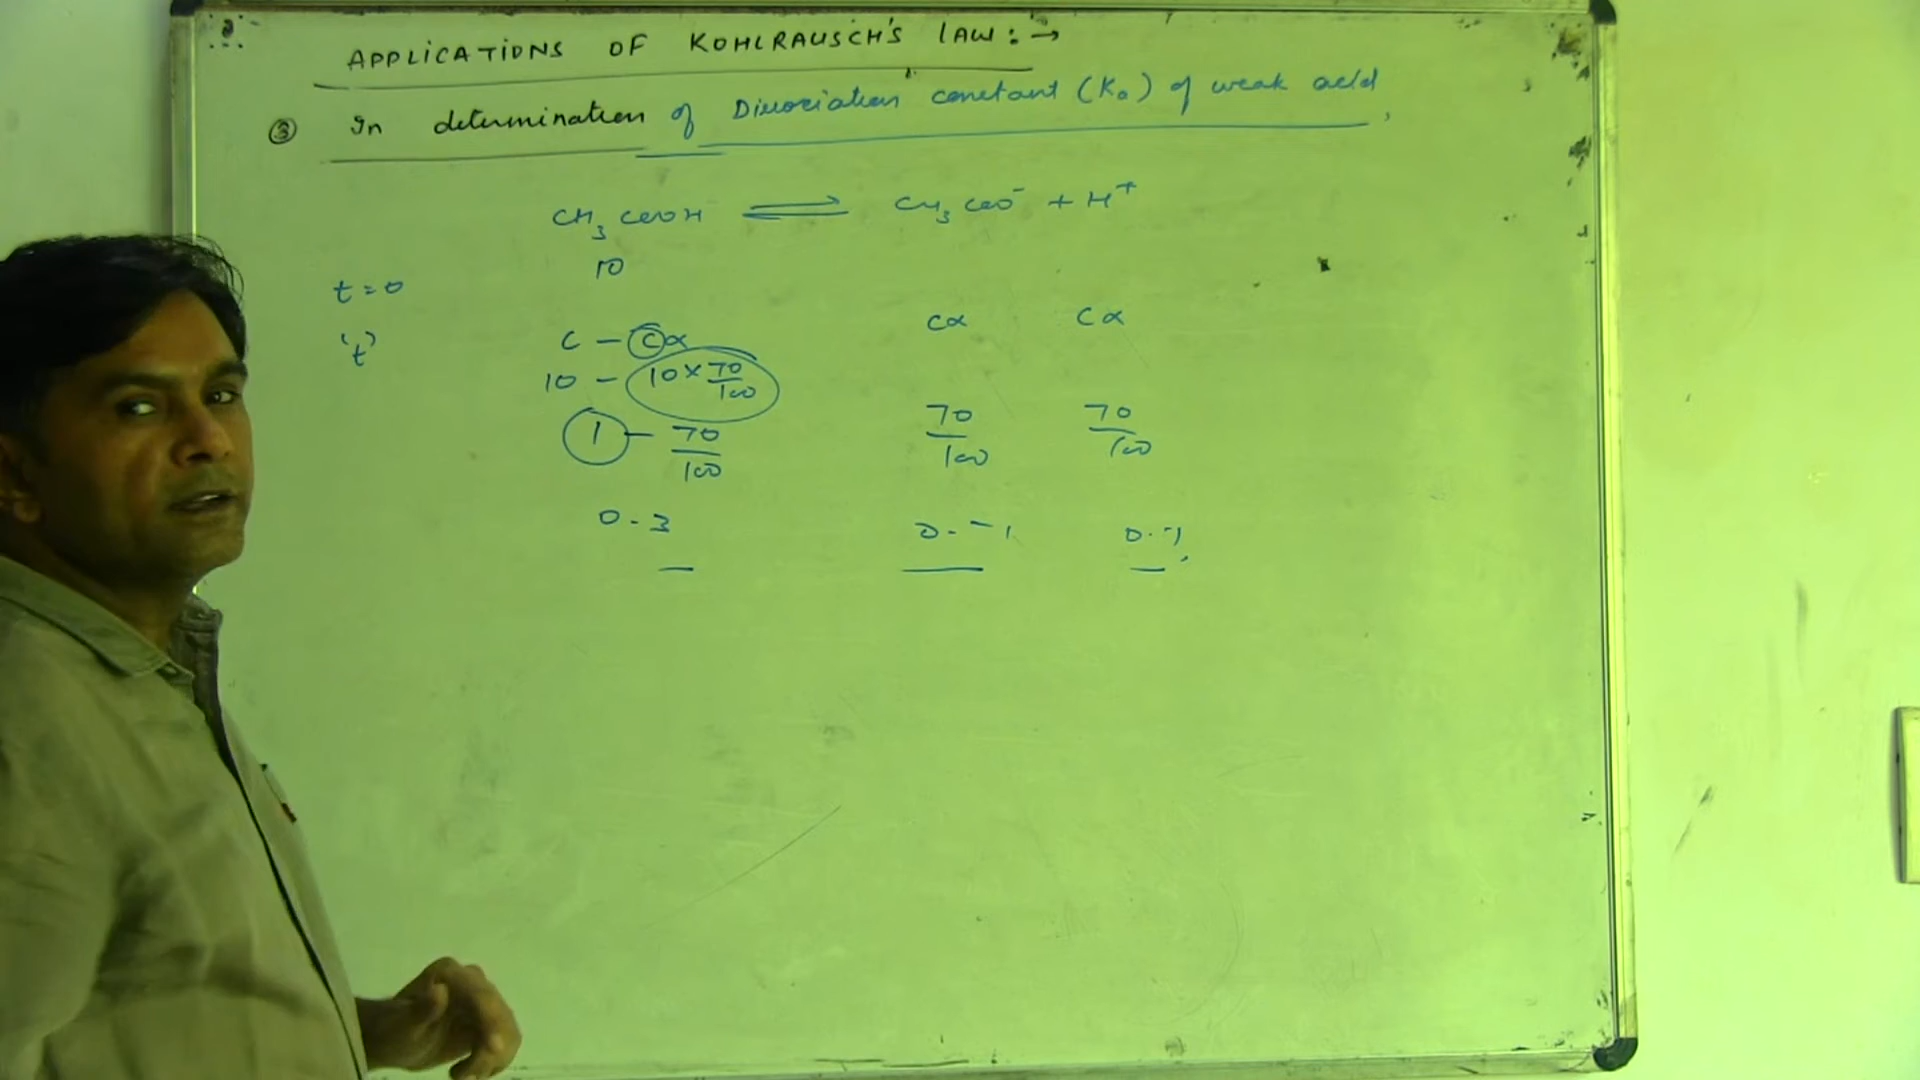 APPLICATIONS OF KOHLRAUSCH'S LAW: →
③ In determination of Dissociation constant (Ka) of weak acid,
CH3COOH ⇌ CH3COO⁻ + H⁺
t = 0 10
't' C - Cα Cα Cα
10 - 10 × 70/100
1 - 70/100 70/100 70/100
0.3 0.7 0.7